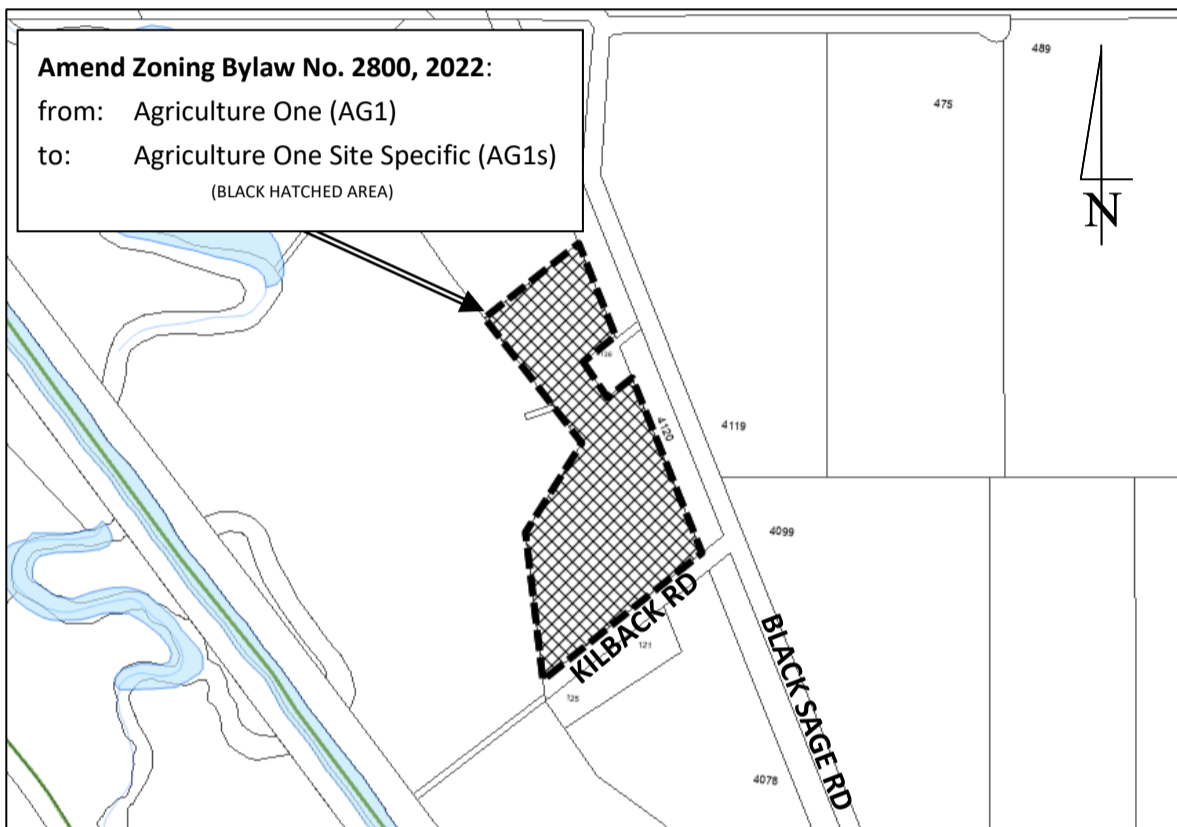 Amend Zoning Bylaw No. 2800, 2022:
from: Agriculture One (AG1)
to: Agriculture One Site Specific (AG1s)
(BLACK HATCHED AREA)
489
475
N
136
4120
4119
4099
KILBACK RD
121
125
BLACK SAGE RD
4078